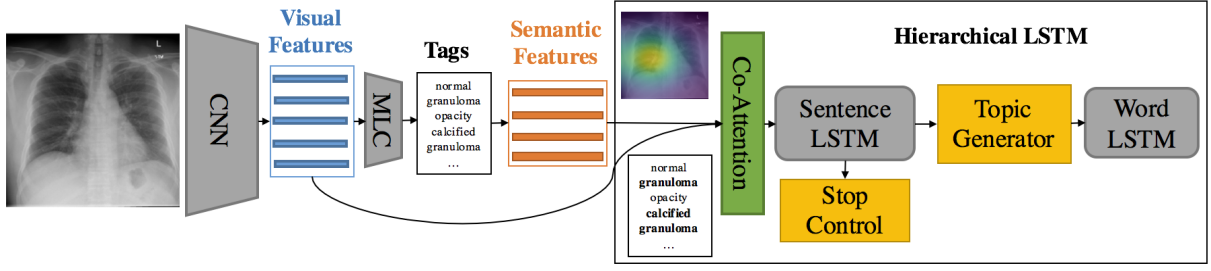 L
CNN
Visual
Features
MLC
Tags
normal
granuloma
opacity
calcified
granuloma
...
Semantic
Features
normal
granuloma
opacity
calcified
granuloma
...
Co-Attention
Hierarchical LSTM
Sentence
LSTM
Stop
Control
Topic
Generator
Word
LSTM